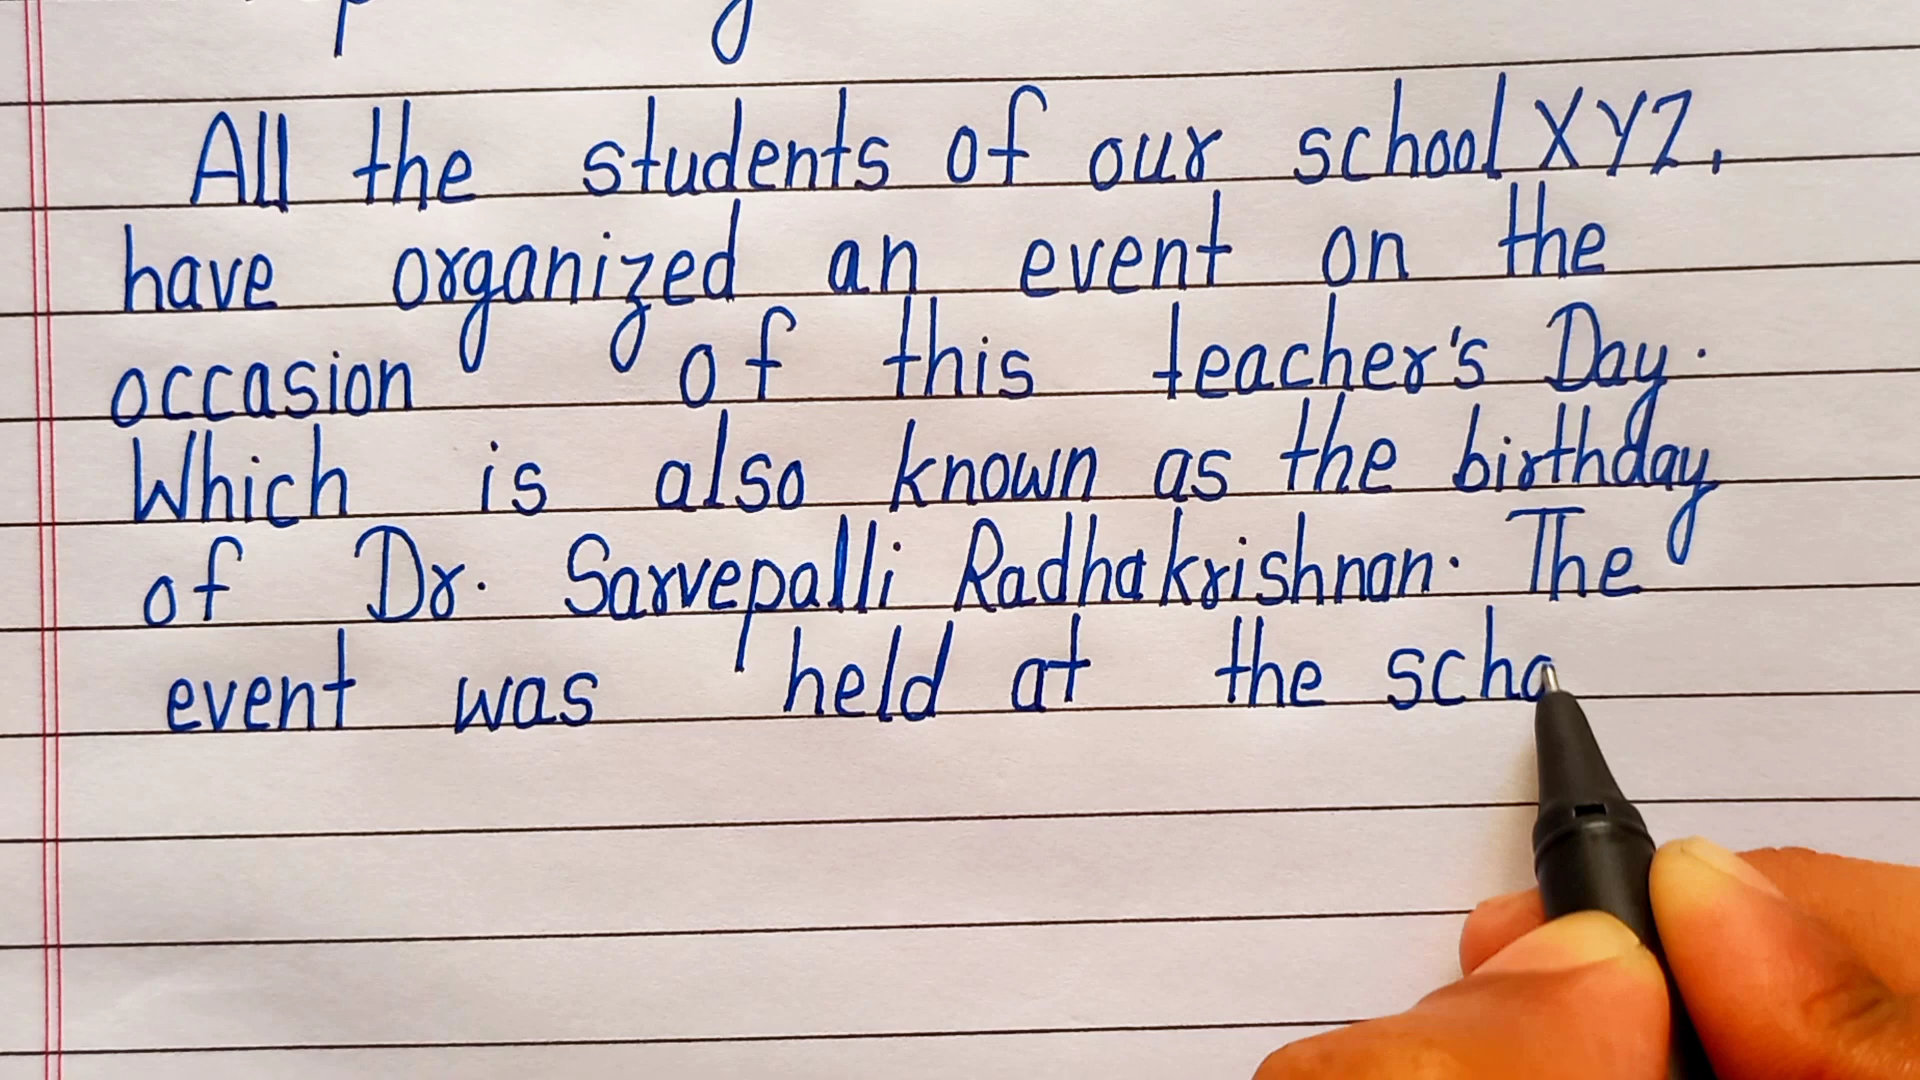 All the students of our school XYZ,
have organized an event on the
occasion of this teacher's Day.
Which is also known as the birthday
of Dr. Sarvepalli Radhakrishnan. The
event was held at the scho